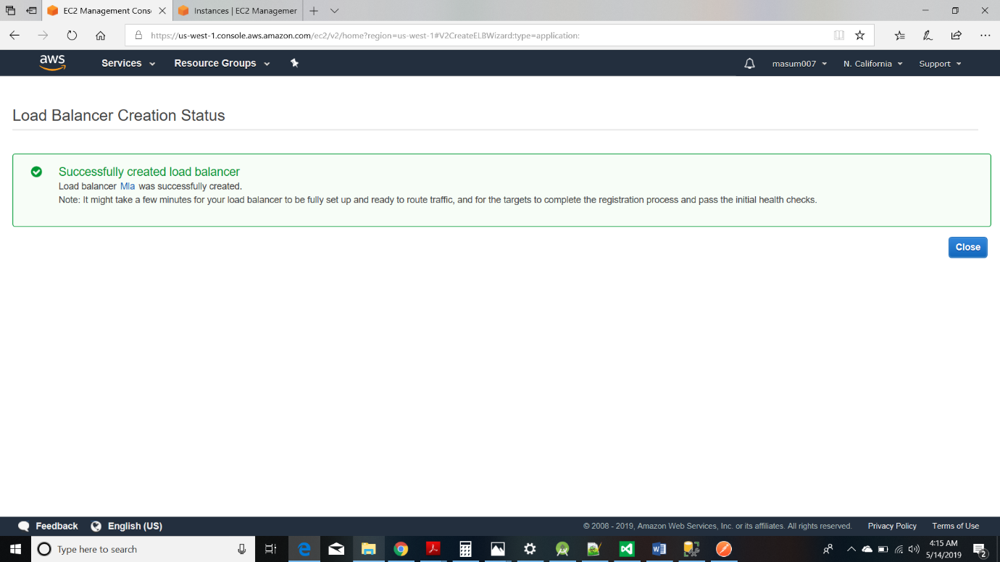 EC2 Management Cons
Instances | EC2 Managemer
https://us-west-1.console.aws.amazon.com/ec2/v2/home?region=us-west-1#V2CreateELBWizard:type=application:
aws
Services
Resource Groups
masum007
N. California
Support
Load Balancer Creation Status
Successfully created load balancer
Load balancer Mla was successfully created.
Note: It might take a few minutes for your load balancer to be fully set up and ready to route traffic, and for the targets to complete the registration process and pass the initial health checks.
Close
Feedback
English (US)
© 2008 - 2019, Amazon Web Services, Inc. or its affiliates. All rights reserved.
Privacy Policy
Terms of Use
Type here to search
4:15 AM
5/14/2019
2